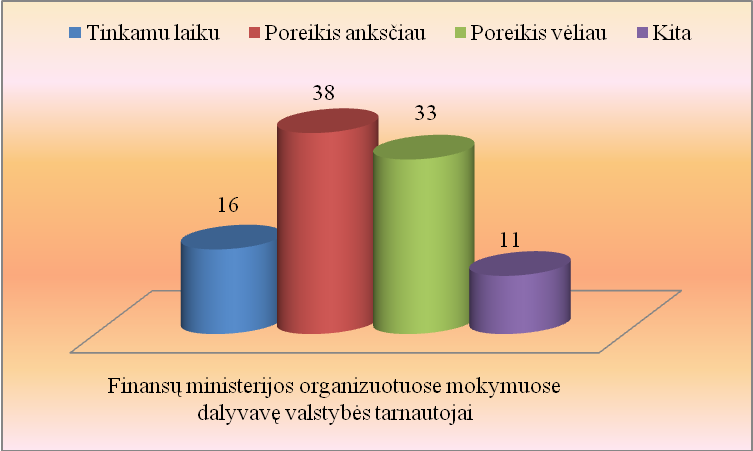 Tinkamu laiku Poreikis anksčiau Poreikis vėliau Kita
38
33
16
11
Finansų ministerijos organizuotuose mokymuose
dalyvavę valstybės tarnautojai